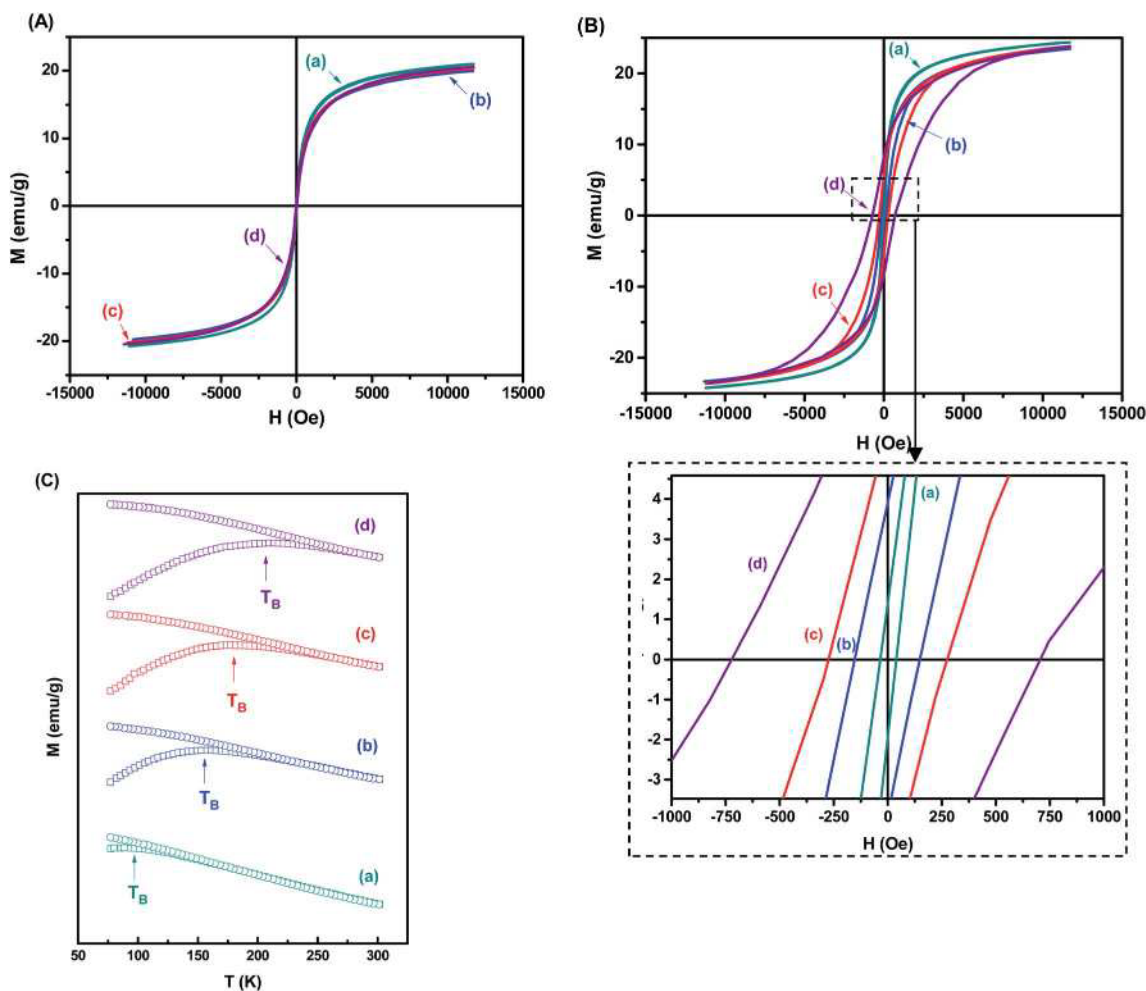 (A)
20
10
0
-10
-20
M (emu/g)
(a)
(b)
(c)
(d)
-15000 -10000 -5000 0 5000 10000 15000
H (Oe)
(B)
20
10
0
-10
-20
M (emu/g)
(a)
(b)
(d)
(c)
-15000 -10000 -5000 0 5000 10000 15000
H (Oe)
4
3
2
1
0
-1
-2
-3
(a)
(d)
(c)
(b)
-1000 -750 -500 -250 0 250 500 750 1000
H (Oe)
(C)
M (emu/g)
(d)
TB
(c)
TB
(b)
TB
(a)
TB
50 100 150 200 250 300
T (K)